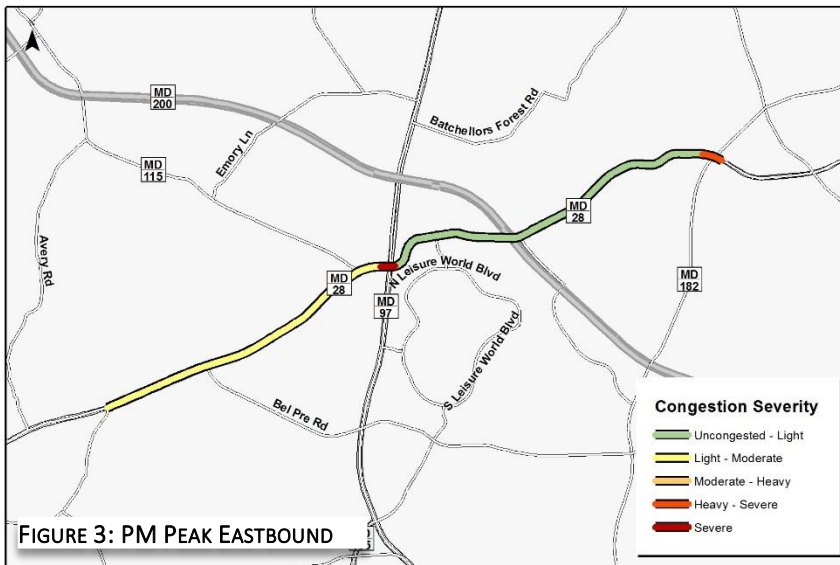 MD
200
Batchellors Forest Rd
Emory Ln
MD
115
MD
28
Avery Rd
N Leisure World Blvd
MD
28
MD
182
MD
97
S Leisure World Blvd
Bel Pre Rd
Congestion Severity
Uncongested - Light
Light - Moderate
Moderate - Heavy
Heavy - Severe
Severe
FIGURE 3: PM PEAK EASTBOUND